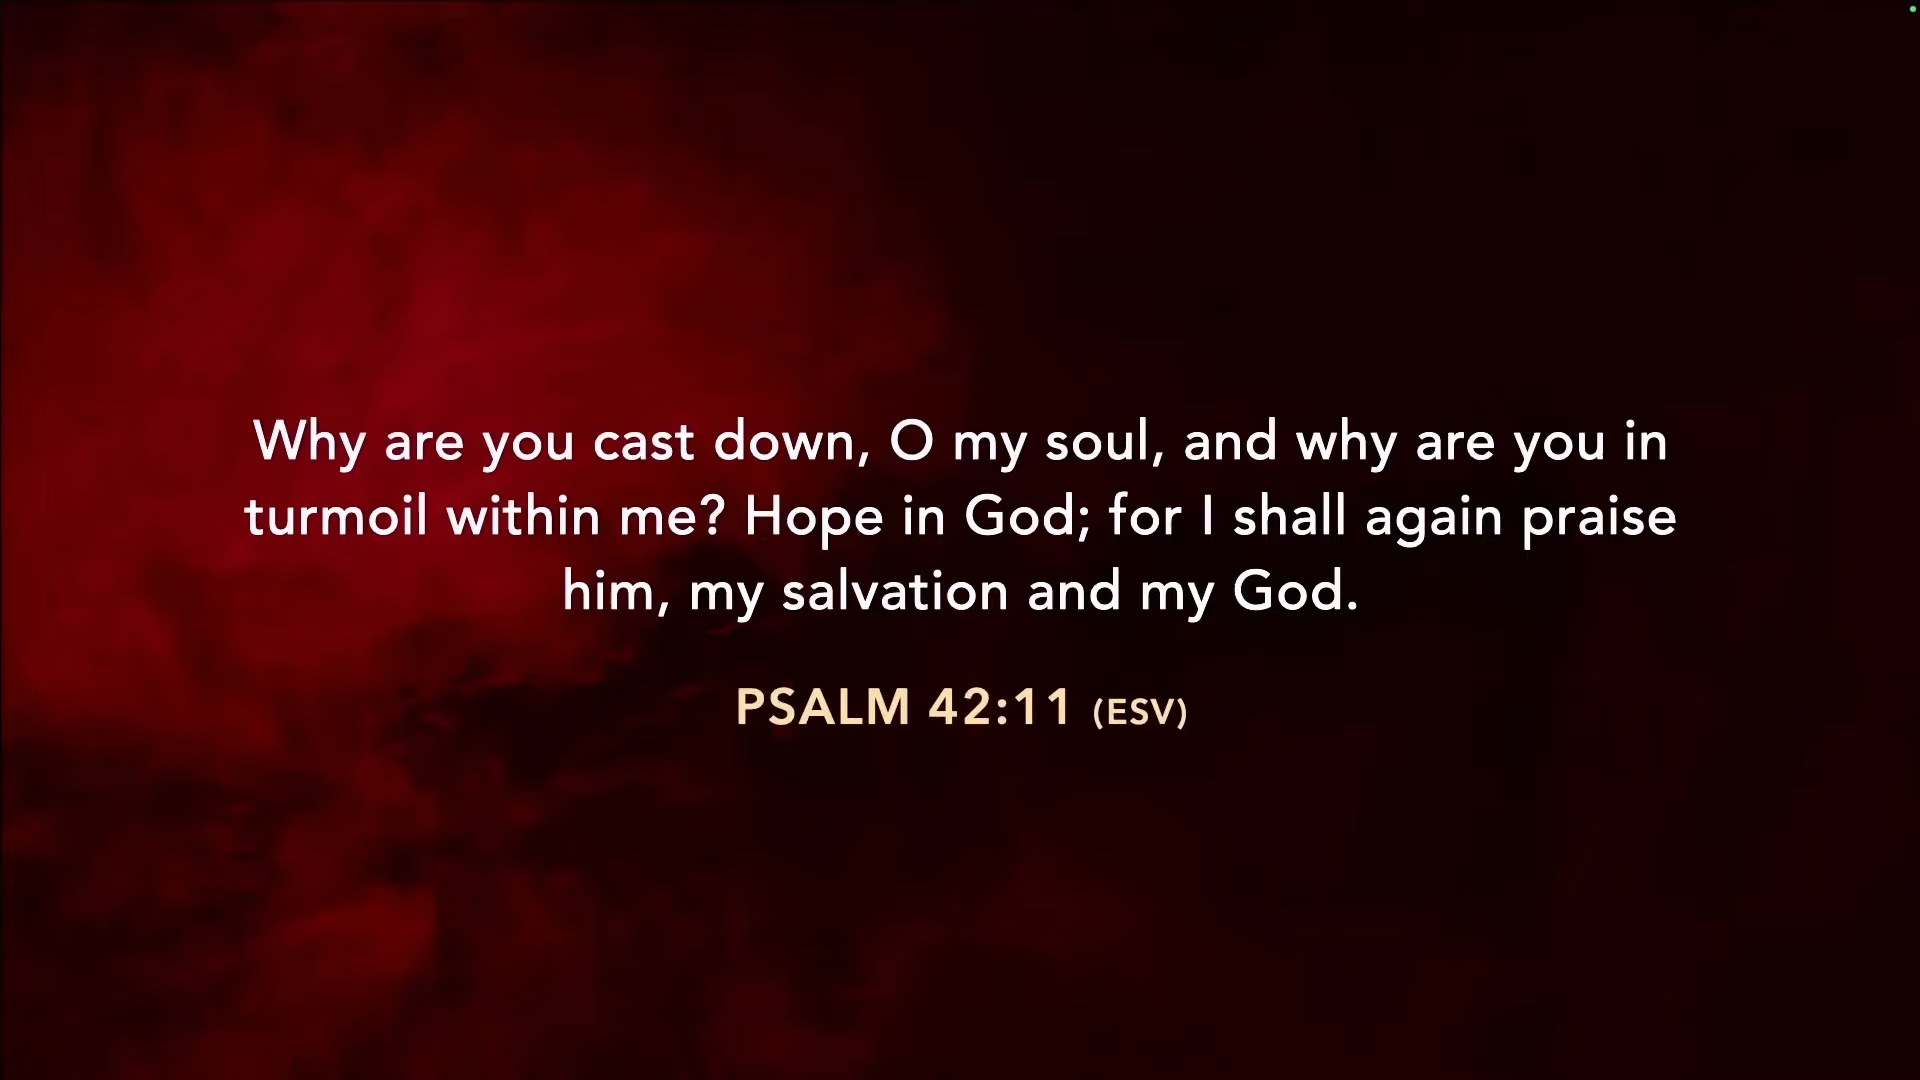 Why are you cast down, O my soul, and why are you in
turmoil within me? Hope in God; for I shall again praise
him, my salvation and my God.
PSALM 42:11 (ESV)